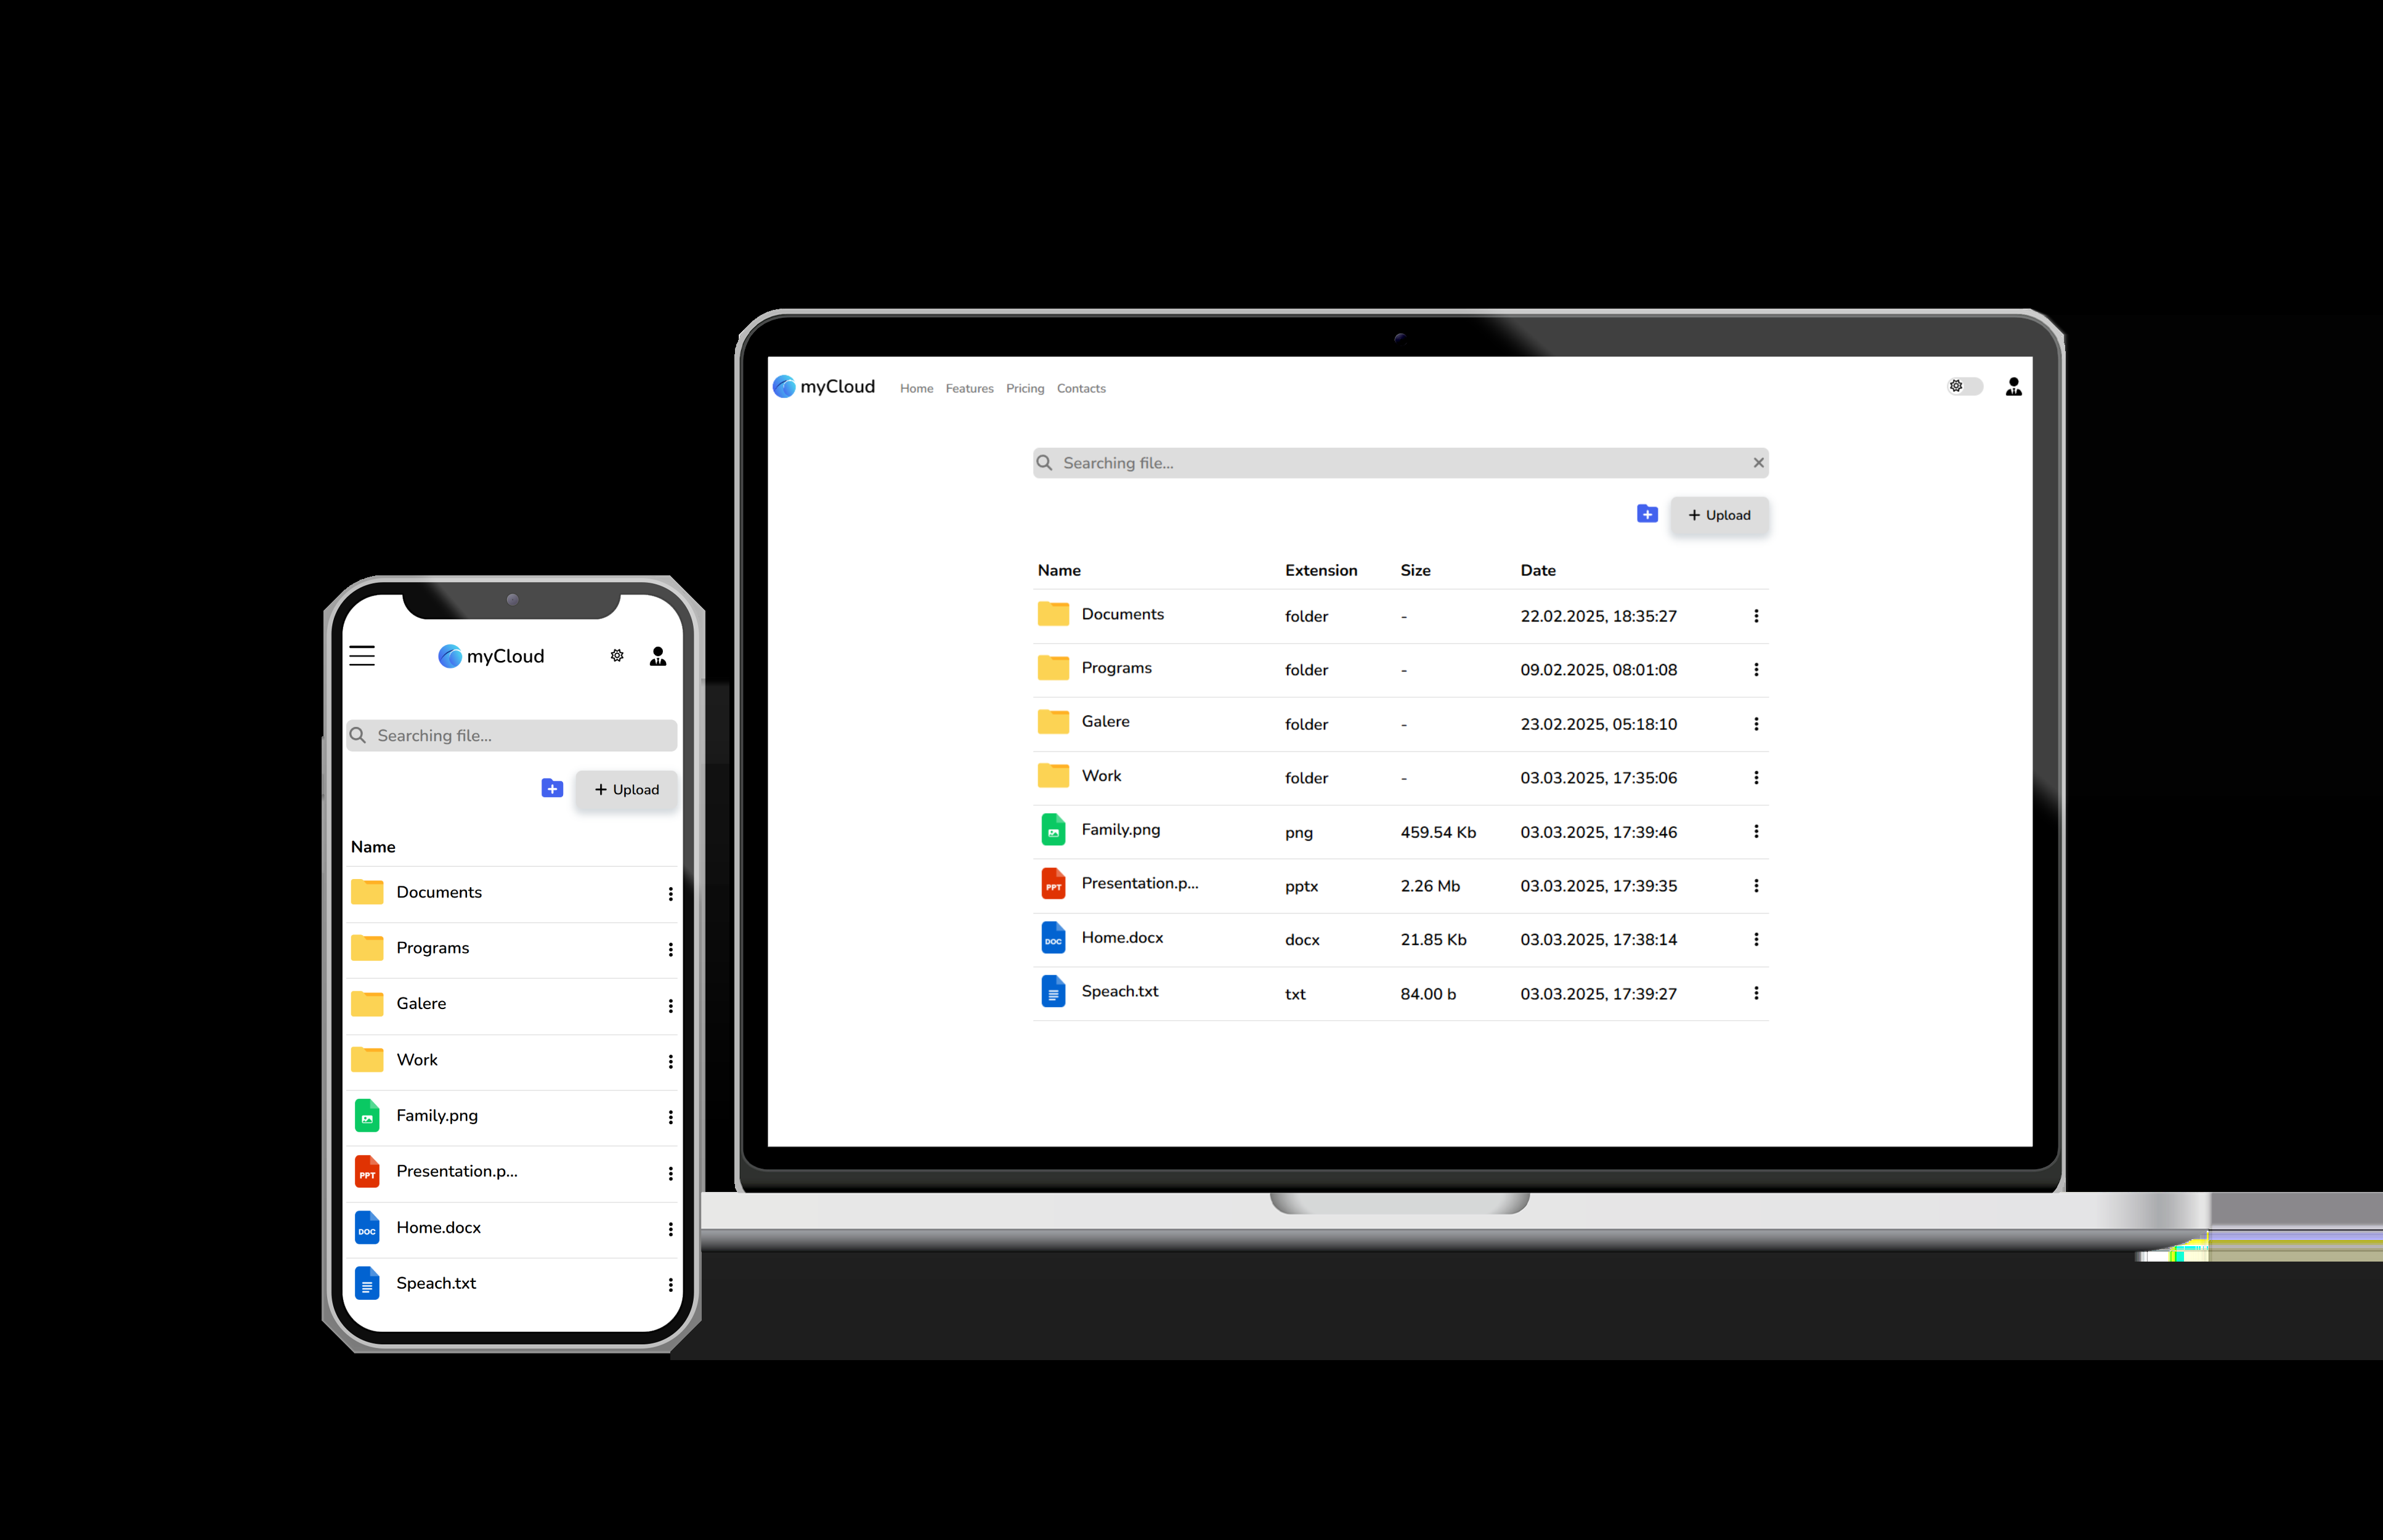 myCloud Home Features Pricing Contacts
Searching file...
+ Upload
Name Extension Size Date
Documents folder - 22.02.2025, 18:35:27
Programs folder - 09.02.2025, 08:01:08
Galere folder - 23.02.2025, 05:18:10
Work folder - 03.03.2025, 17:35:06
Family.png png 459.54 Kb 03.03.2025, 17:39:46
PPT Presentation.p... pptx 2.26 Mb 03.03.2025, 17:39:35
DOC Home.docx docx 21.85 Kb 03.03.2025, 17:38:14
Speach.txt txt 84.00 b 03.03.2025, 17:39:27
myCloud
Searching file...
+ Upload
Name
Documents
Programs
Galere
Work
Family.png
PPT Presentation.p...
DOC Home.docx
Speach.txt